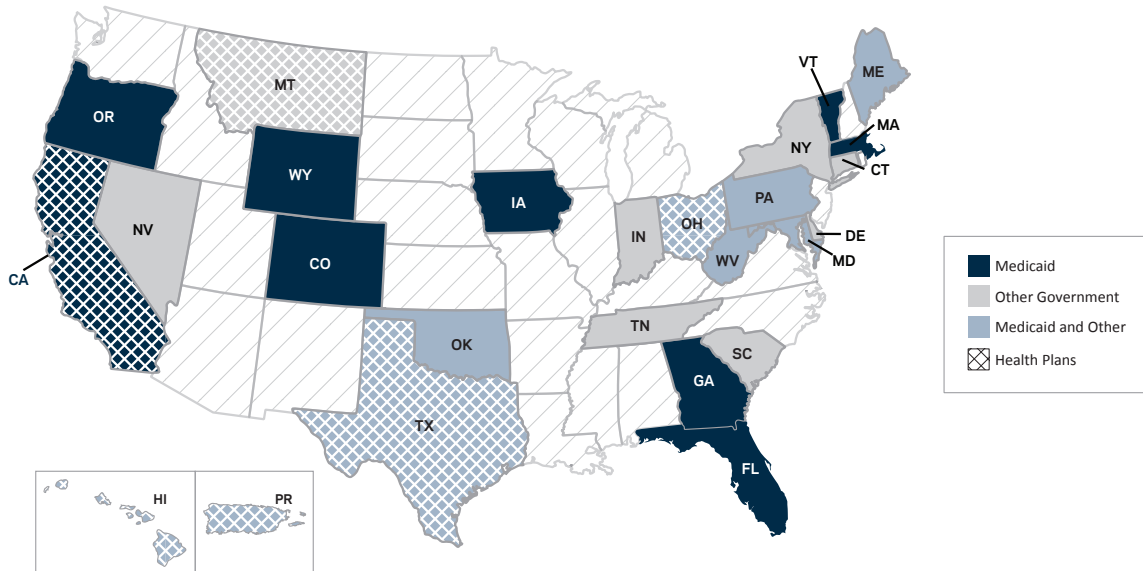 VT
ME
MT
OR
MA
NY
CT
WY
IA
PA
OH
NV
IN
DE
WV
MD
CO
CA
Medicaid
Other Government
Medicaid and Other
Health Plans
TN
OK
SC
GA
TX
FL
HI
PR